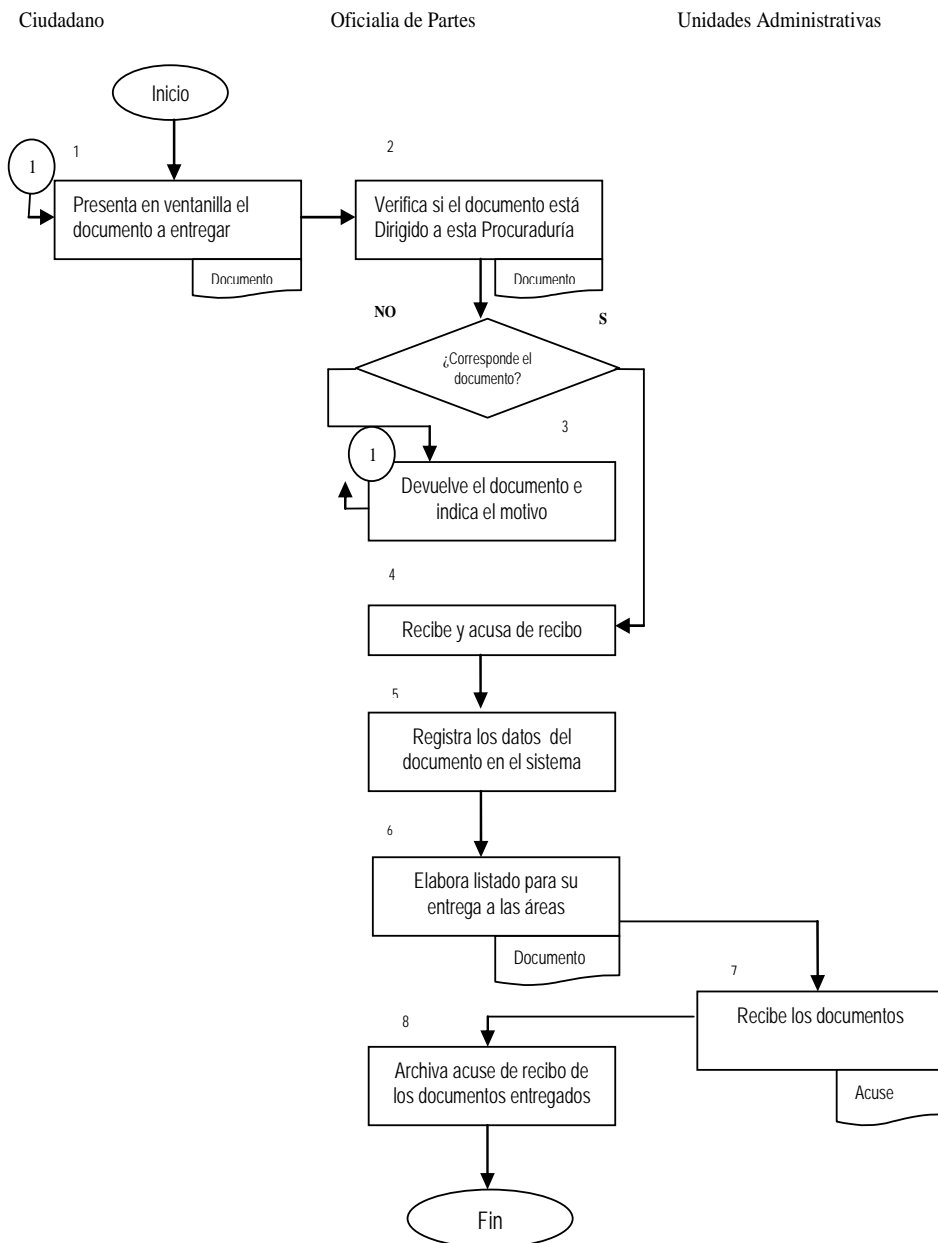 Ciudadano Oficialia de Partes Unidades Administrativas
Inicio
1
1
Presenta en ventanilla el
documento a entregar
Documento
2
Verifica si el documento está
Dirigido a esta Procuraduría
Documento
NO
S
¿Corresponde el
documento?
3
1
Devuelve el documento e
indica el motivo
4
Recibe y acusa de recibo
5
Registra los datos del
documento en el sistema
6
Elabora listado para su
entrega a las áreas
Documento
7
Recibe los documentos
Acuse
8
Archiva acuse de recibo de
los documentos entregados
Fin